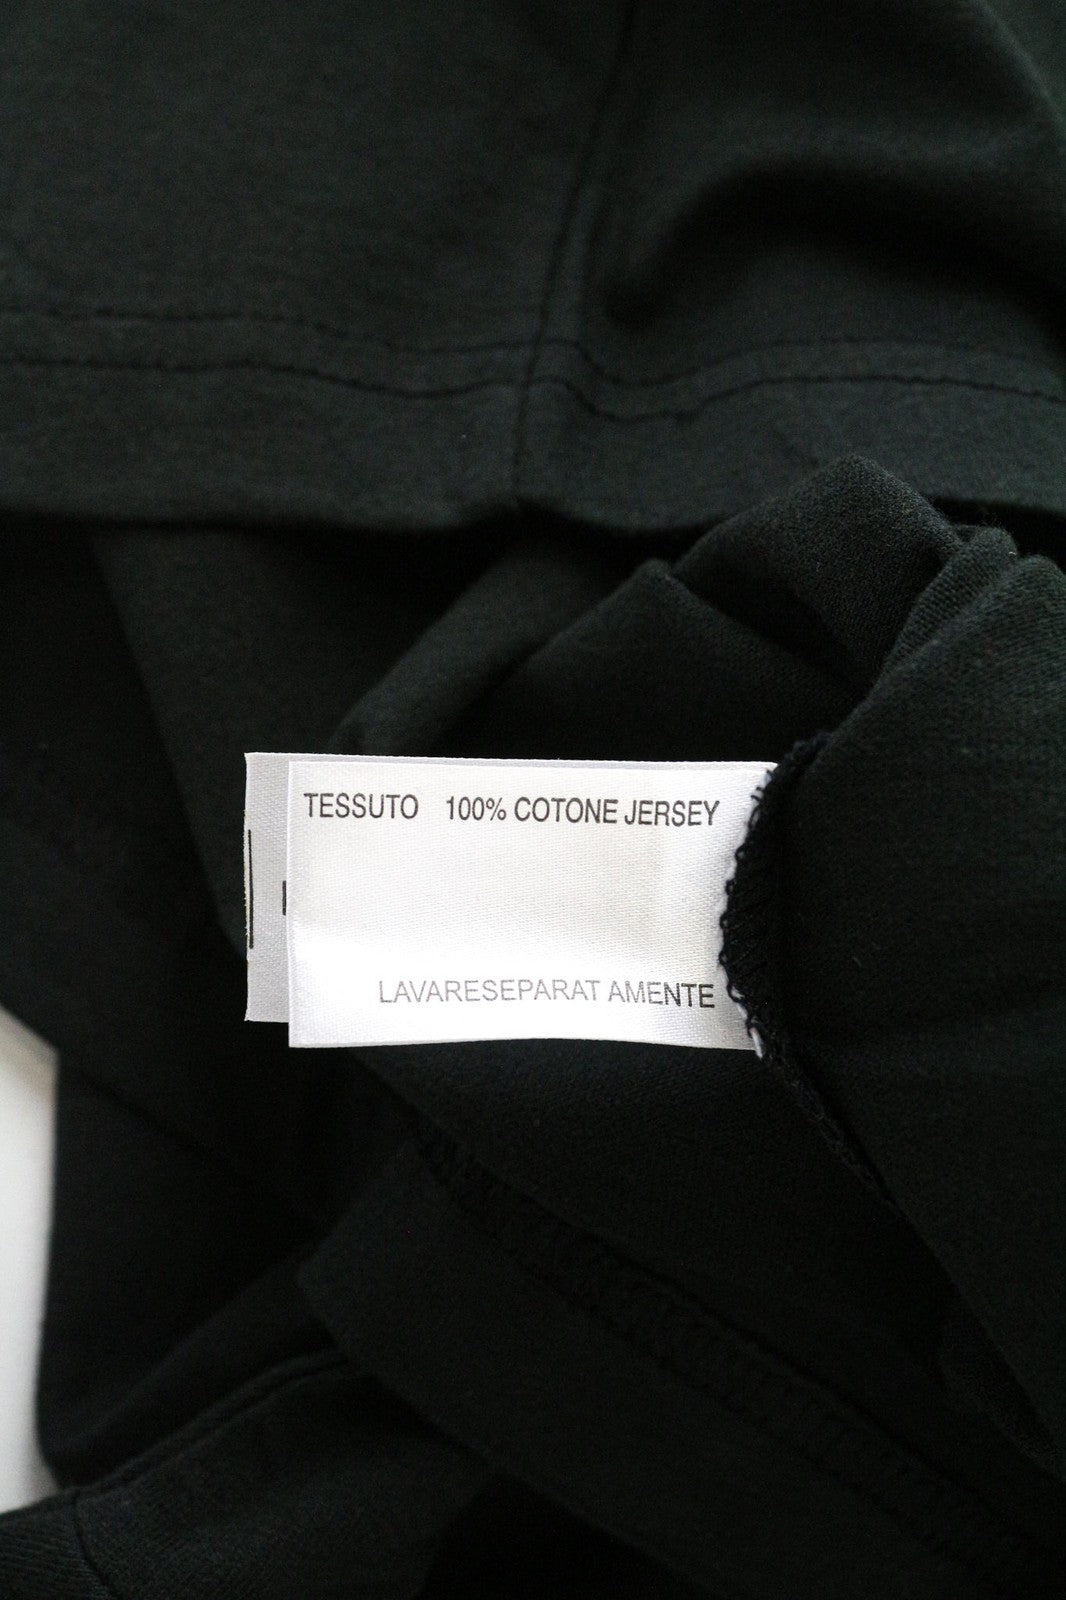 TESSUTO 100% COTONE JERSEY
LAVARESEPARAT AMENTE